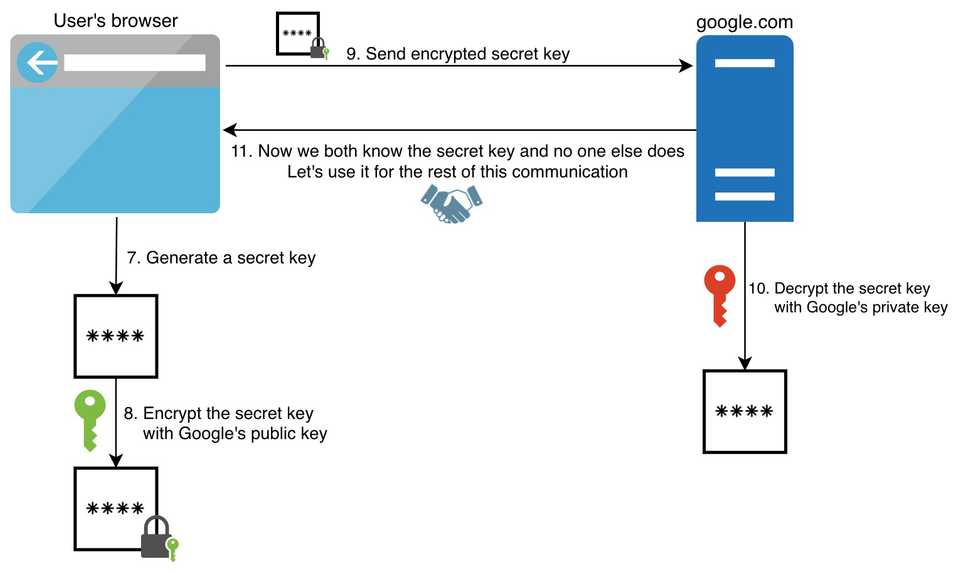 User's browser
****
google.com
9. Send encrypted secret key
11. Now we both know the secret key and no one else does
Let's use it for the rest of this communication
7. Generate a secret key
****
10. Decrypt the secret key
with Google's private key
****
8. Encrypt the secret key
with Google's public key
****